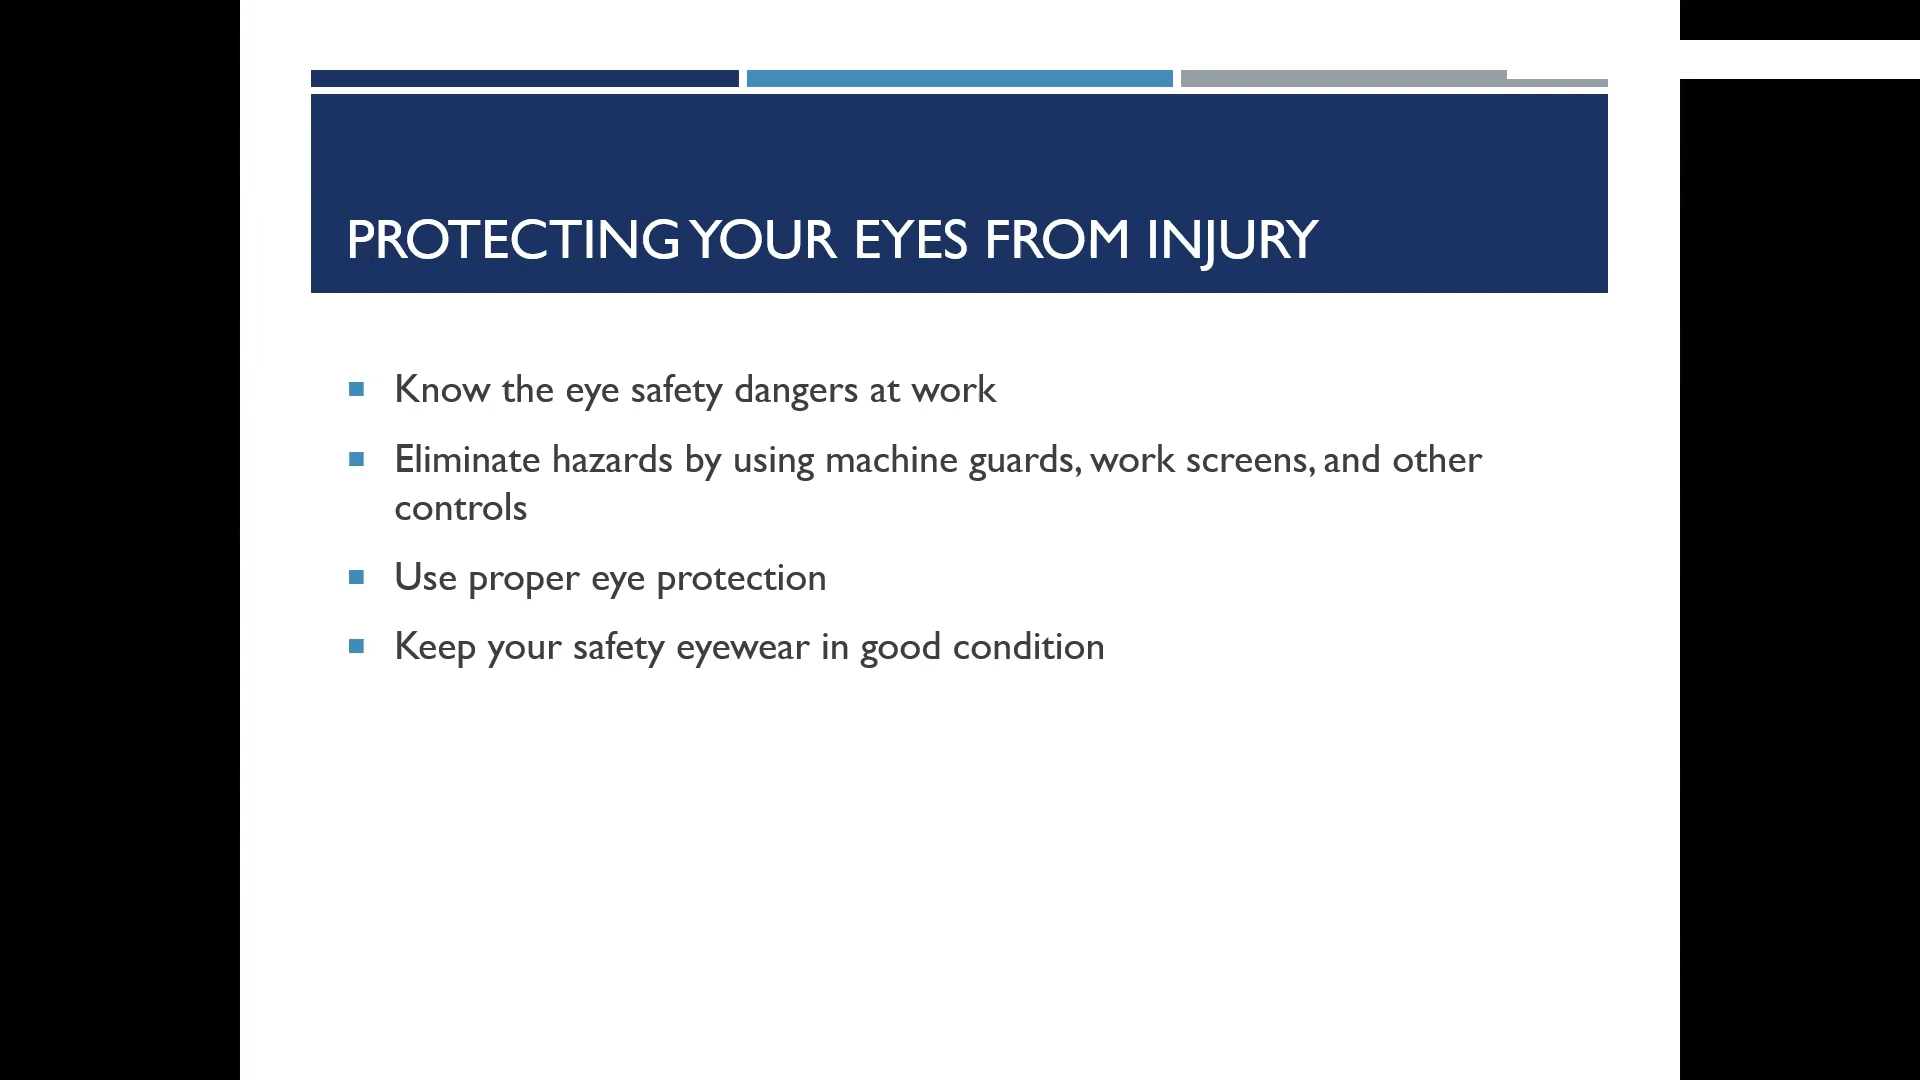 PROTECTING YOUR EYES FROM INJURY
Know the eye safety dangers at work
Eliminate hazards by using machine guards, work screens, and other
controls
Use proper eye protection
Keep your safety eyewear in good condition